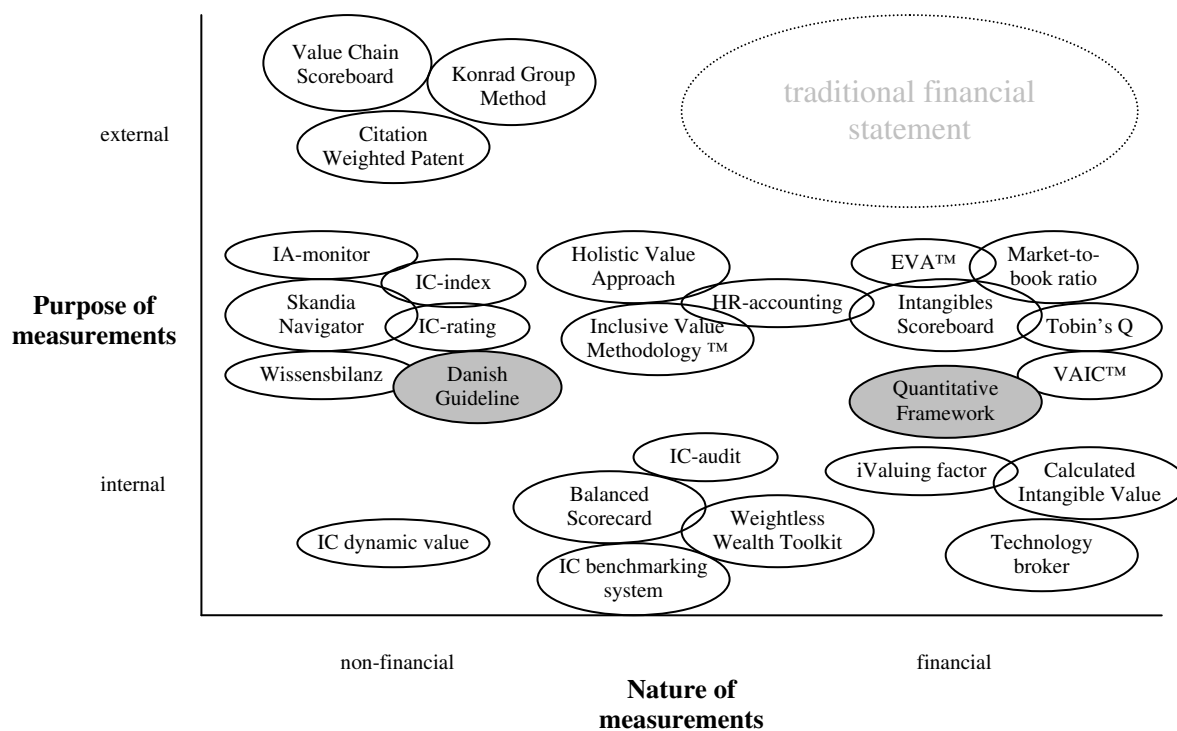 Value Chain
Scoreboard
Konrad Group
Method
traditional financial
statement
external
Citation
Weighted Patent
IA-monitor
Holistic Value
Approach
EVA™
Market-to-
book ratio
IC-index
Purpose of
measurements
Skandia
Navigator
HR-accounting
Intangibles
Scoreboard
IC-rating
Inclusive Value
Methodology ™
Tobin’s Q
Wissensbilanz
Danish
Guideline
Quantitative
Framework
VAIC™
internal
IC-audit
iValuing factor
Calculated
Intangible Value
Balanced
Scorecard
Weightless
Wealth Toolkit
IC dynamic value
Technology
broker
IC benchmarking
system
non-financial
financial
Nature of
measurements